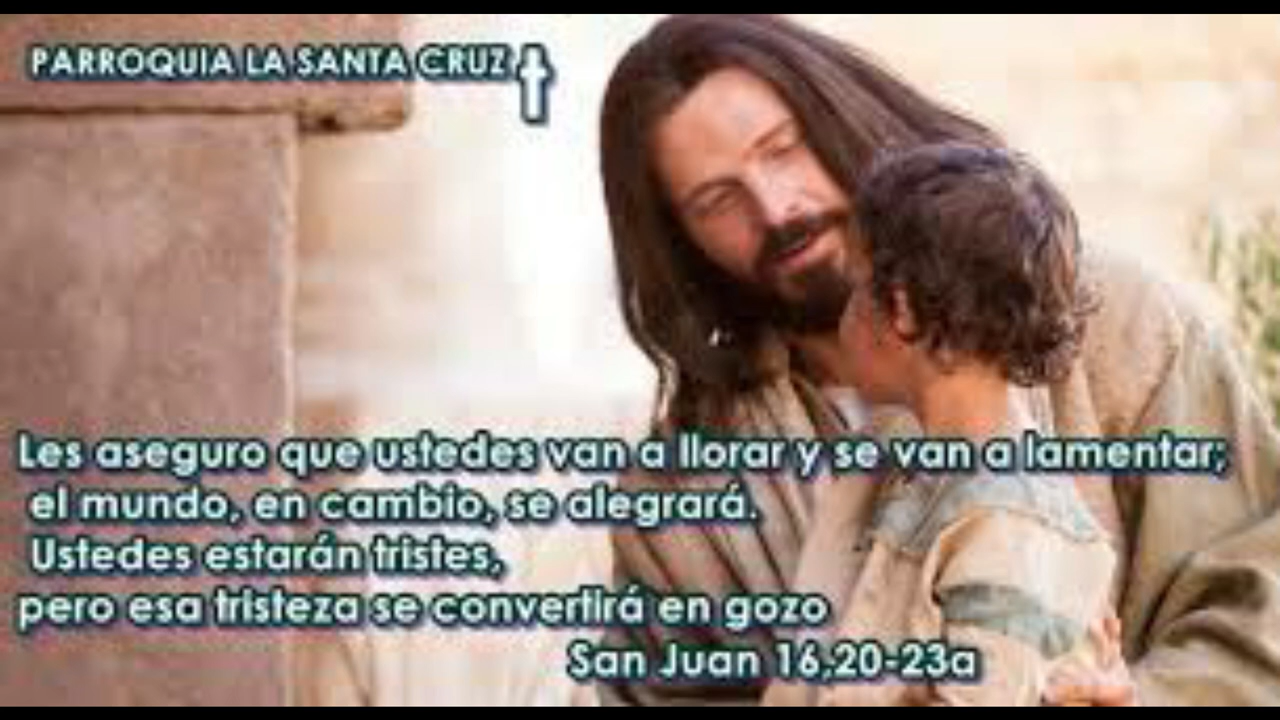 PARROQUIA LA SANTA CRUZ
Les aseguro que ustedes van a llorar y se van a lamentar;
el mundo, en cambio, se alegrará.
Ustedes estarán tristes,
pero esa tristeza se convertirá en gozo
San Juan 16,20-23a